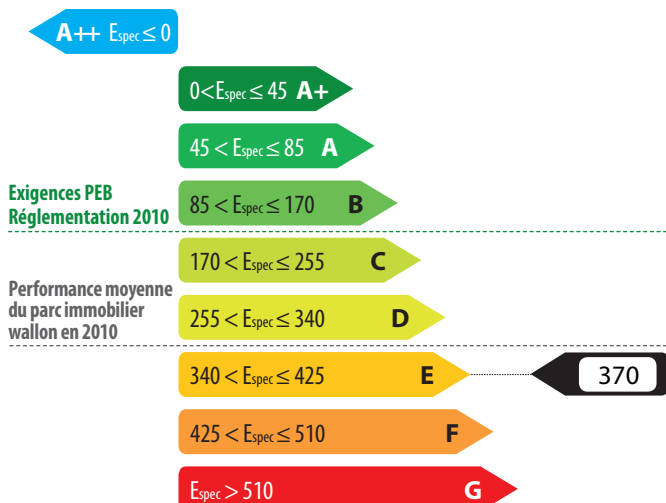 A++ Espec ≤ 0
0<Espec ≤ 45 A+
45 < Espec ≤ 85 A
Exigences PEB
Réglementation 2010
85 < Espec ≤ 170 B
170 < Espec ≤ 255 C
Performance moyenne
du parc immobilier
wallon en 2010
255 < Espec ≤ 340 D
340 < Espec ≤ 425 E 370
425 < Espec ≤ 510 F
Espec > 510 G